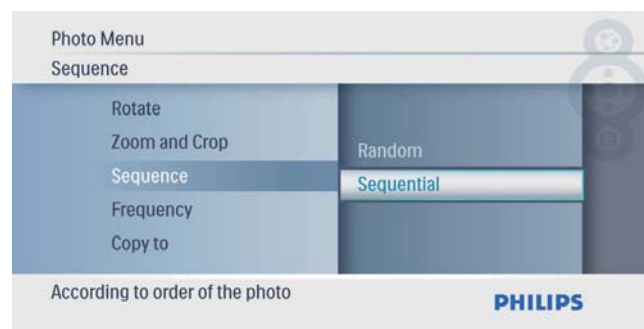 Photo Menu
Sequence
Rotate
Zoom and Crop
Sequence
Frequency
Copy to
Random
Sequential
According to order of the photo
PHILIPS